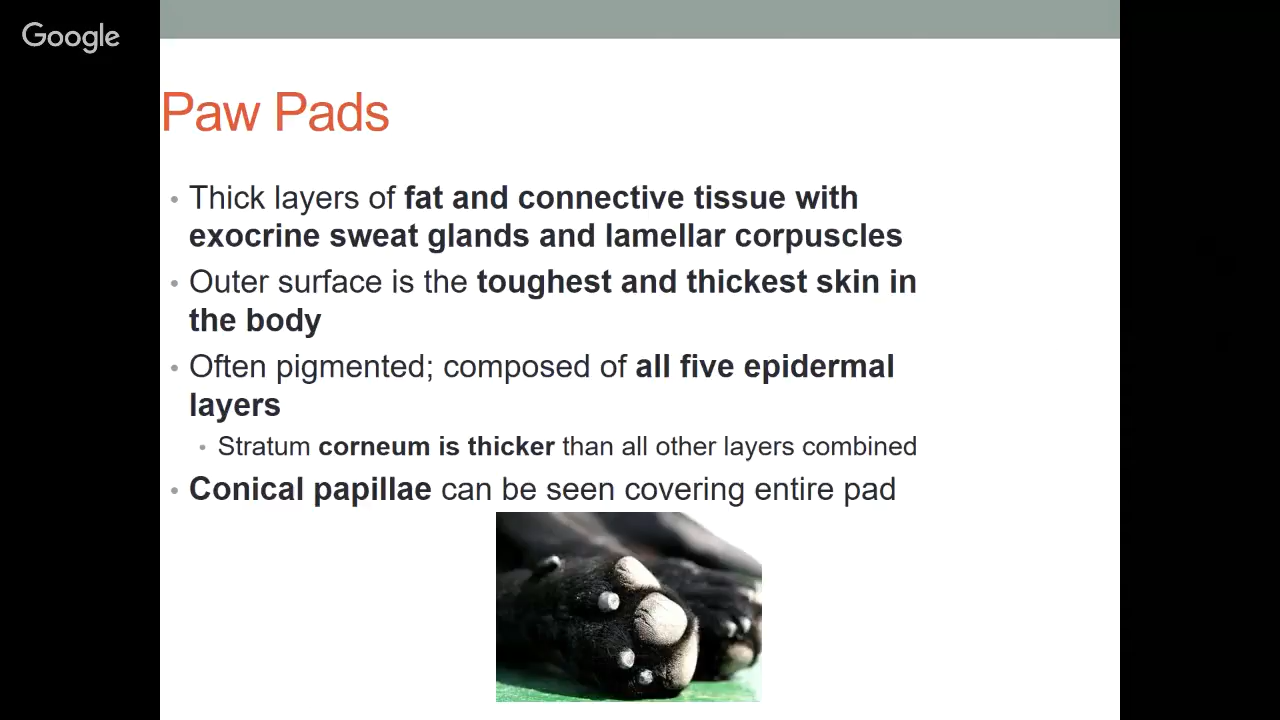 Google
Paw Pads
• Thick layers of fat and connective tissue with
exocrine sweat glands and lamellar corpuscles
• Outer surface is the toughest and thickest skin in
the body
• Often pigmented; composed of all five epidermal
layers
• Stratum corneum is thicker than all other layers combined
• Conical papillae can be seen covering entire pad